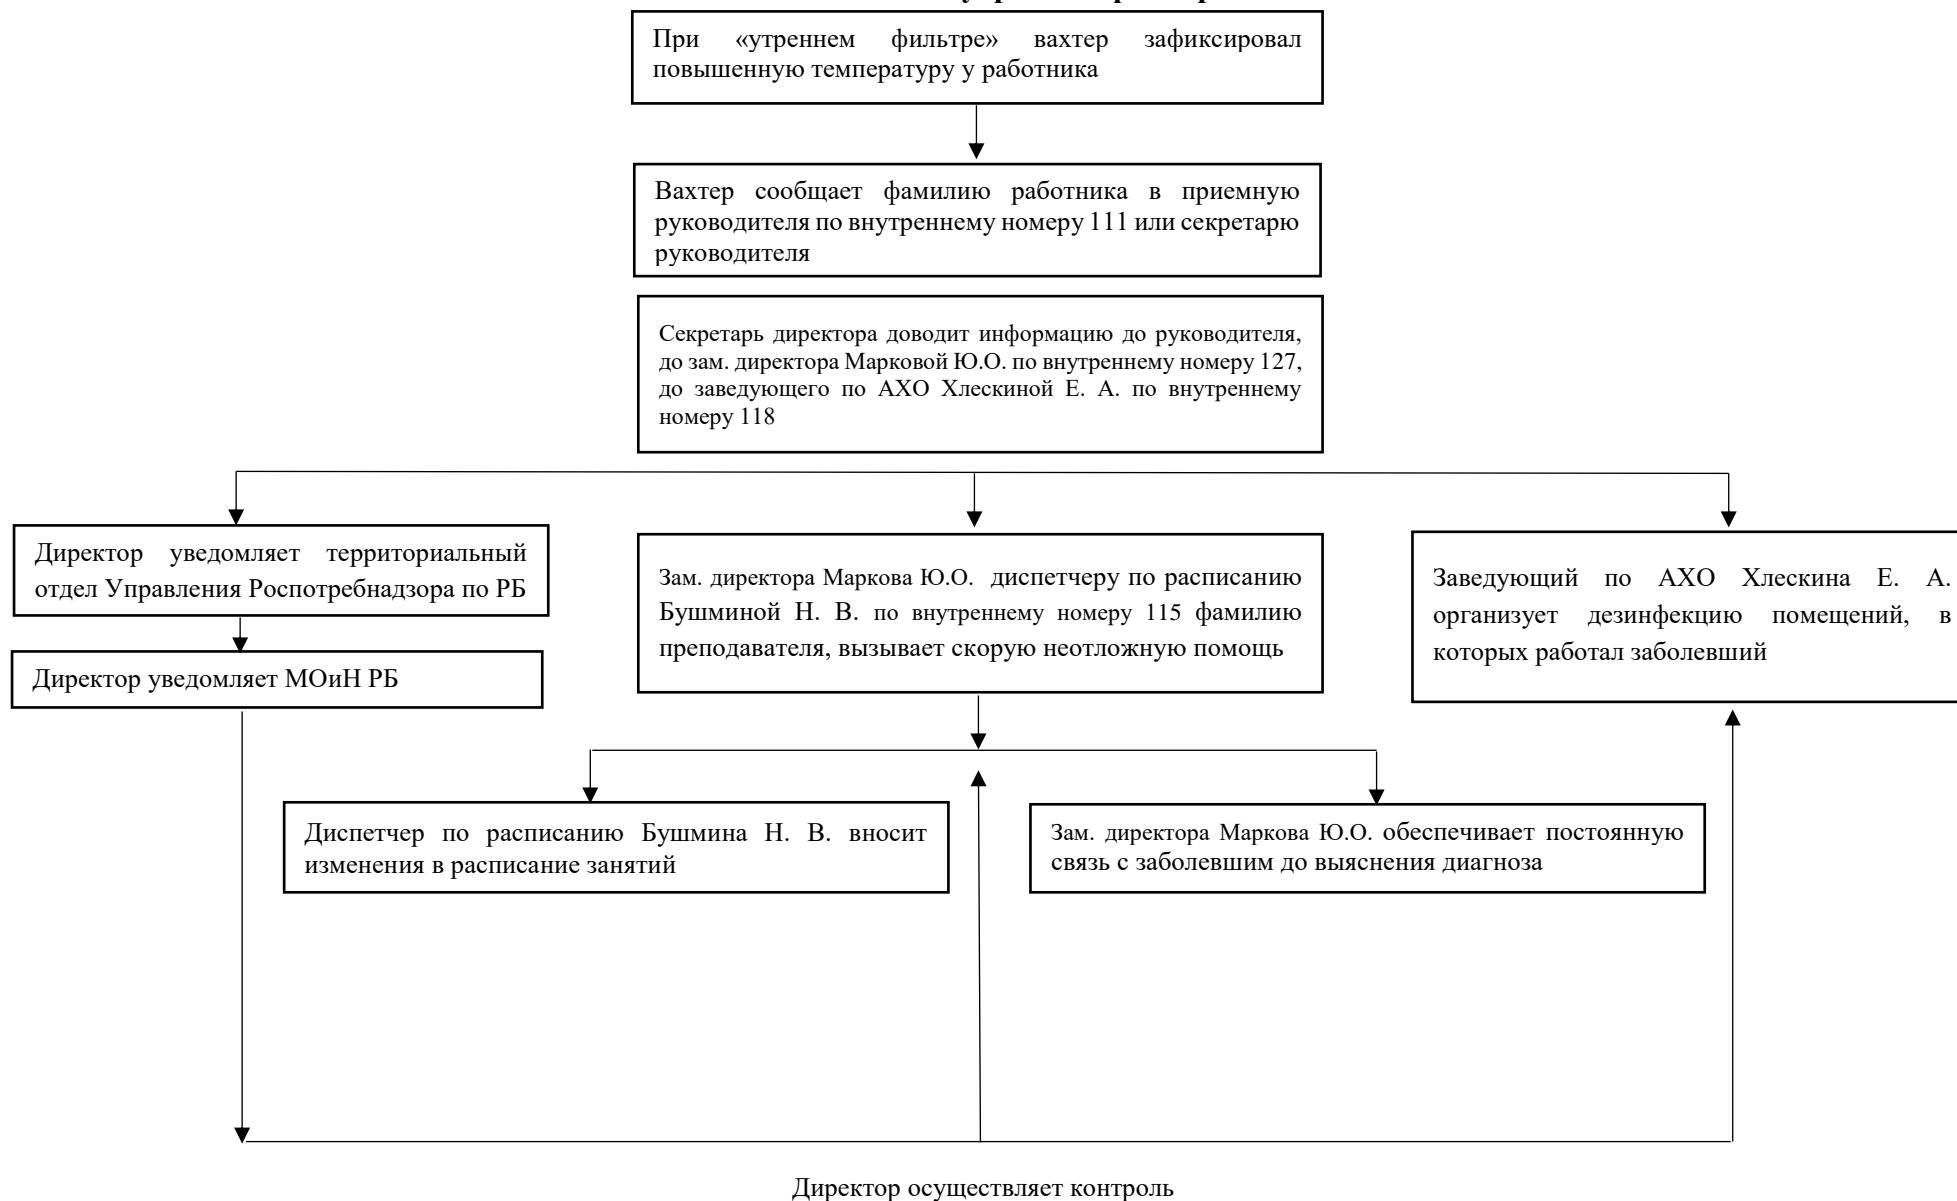 При «утреннем фильтре» вахтер зафиксировал
повышенную температуру у работника
Вахтер сообщает фамилию работника в приемную
руководителя по внутреннему номеру 111 или секретарю
руководителя
Секретарь директора доводит информацию до руководителя,
до зам. директора Марковой Ю.О. по внутреннему номеру 127,
до заведующего по АХО Хлескиной Е. А. по внутреннему
номеру 118
Директор уведомляет территориальный
отдел Управления Роспотребнадзора по РБ
Директор уведомляет МОиН РБ
Зам. директора Маркова Ю.О. диспетчеру по расписанию
Бушминой Н. В. по внутреннему номеру 115 фамилию
преподавателя, вызывает скорую неотложную помощь
Заведующий по АХО Хлескина Е. А.
организует дезинфекцию помещений, в
которых работал заболевший
Диспетчер по расписанию Бушмина Н. В. вносит
изменения в расписание занятий
Зам. директора Маркова Ю.О. обеспечивает постоянную
связь с заболевшим до выяснения диагноза
Директор осуществляет контроль